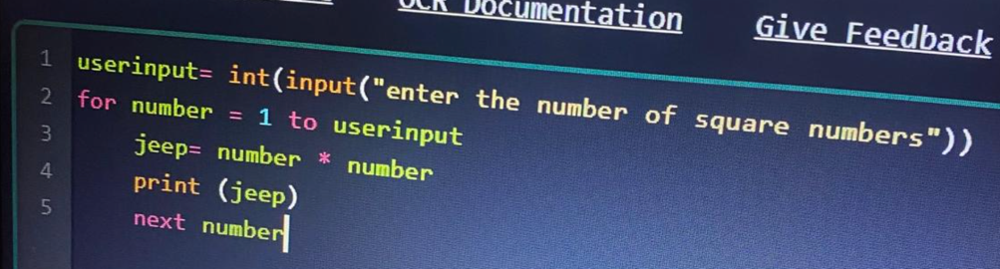 OCR Documentation Give Feedback
1 userinput= int(input("enter the number of square numbers"))
2 for number = 1 to userinput
3 jeep= number * number
4 print (jeep)
5 next number